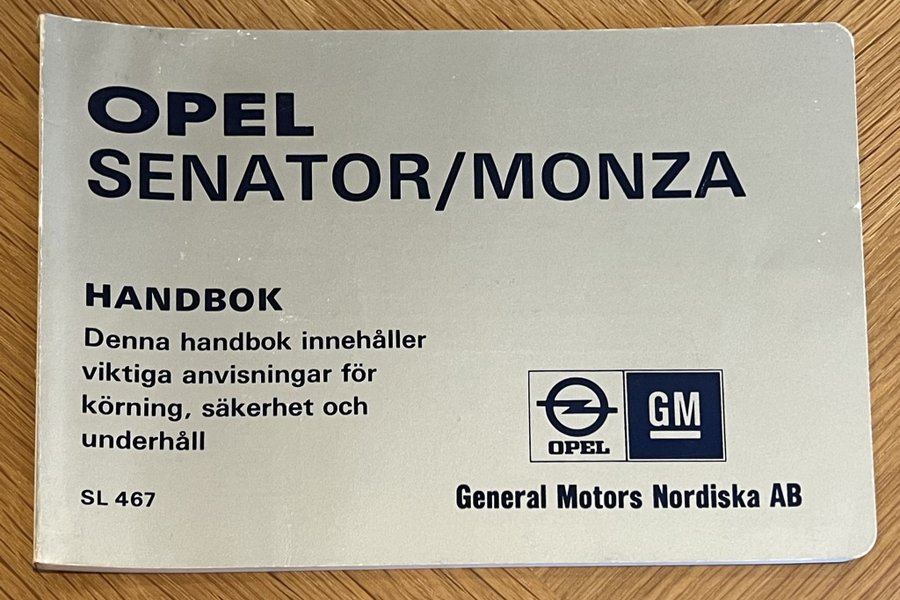 OPEL
SENATOR/MONZA
HANDBOK
Denna handbok innehåller
viktiga anvisningar för
körning, säkerhet och
underhåll
SL 467
OPEL
GM
General Motors Nordiska AB